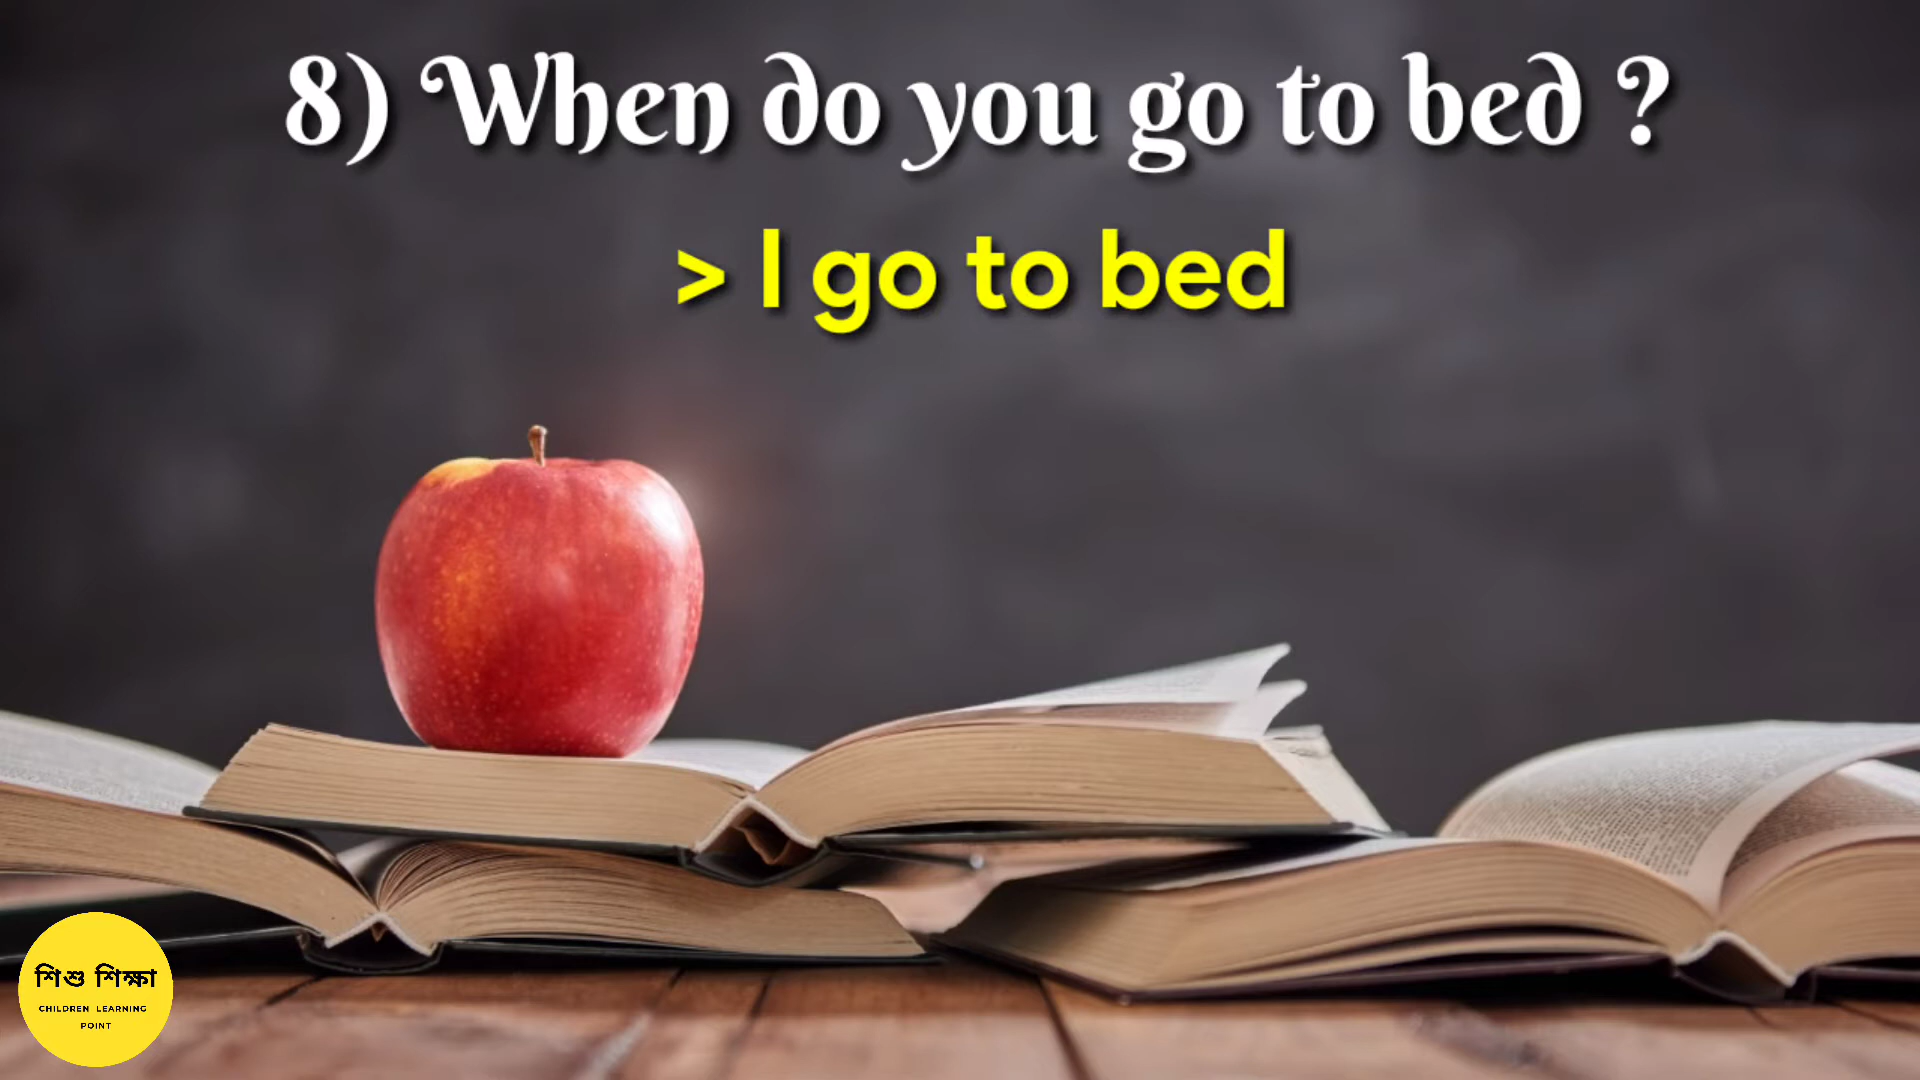 8) When do you go to bed ?
> I go to bed
শিশু শিক্ষা
CHILDREN LEARNING
POINT